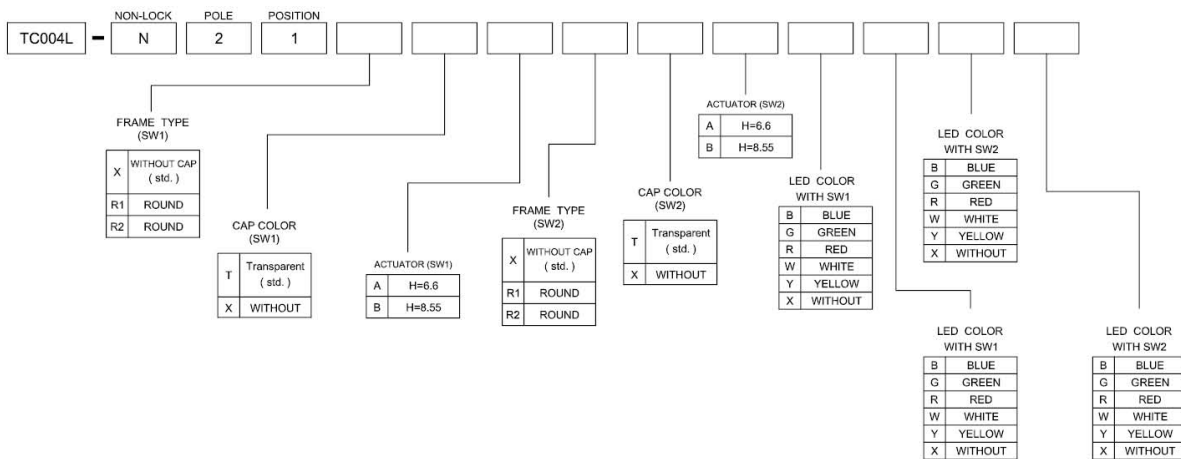 NON-LOCK POLE POSITION
TC004L - N 2 1
FRAME TYPE
(SW1)
X WITHOUT CAP
( std. )
R1 ROUND
R2 ROUND
CAP COLOR
(SW1)
T Transparent
( std. )
X WITHOUT
ACTUATOR (SW1)
A H=6.6
B H=8.55
FRAME TYPE
(SW2)
X WITHOUT CAP
( std. )
R1 ROUND
R2 ROUND
CAP COLOR
(SW2)
T Transparent
( std. )
X WITHOUT
ACTUATOR (SW2)
A H=6.6
B H=8.55
LED COLOR
WITH SW1
B BLUE
G GREEN
R RED
W WHITE
Y YELLOW
X WITHOUT
LED COLOR
WITH SW1
B BLUE
G GREEN
R RED
W WHITE
Y YELLOW
X WITHOUT
LED COLOR
WITH SW2
B BLUE
G GREEN
R RED
W WHITE
Y YELLOW
X WITHOUT
LED COLOR
WITH SW2
B BLUE
G GREEN
R RED
W WHITE
Y YELLOW
X WITHOUT